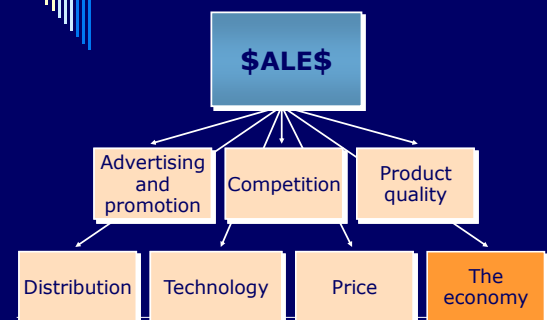 $ALE$
Advertising
and
promotion
Competition
Product
quality
Distribution
Technology
Price
The
economy